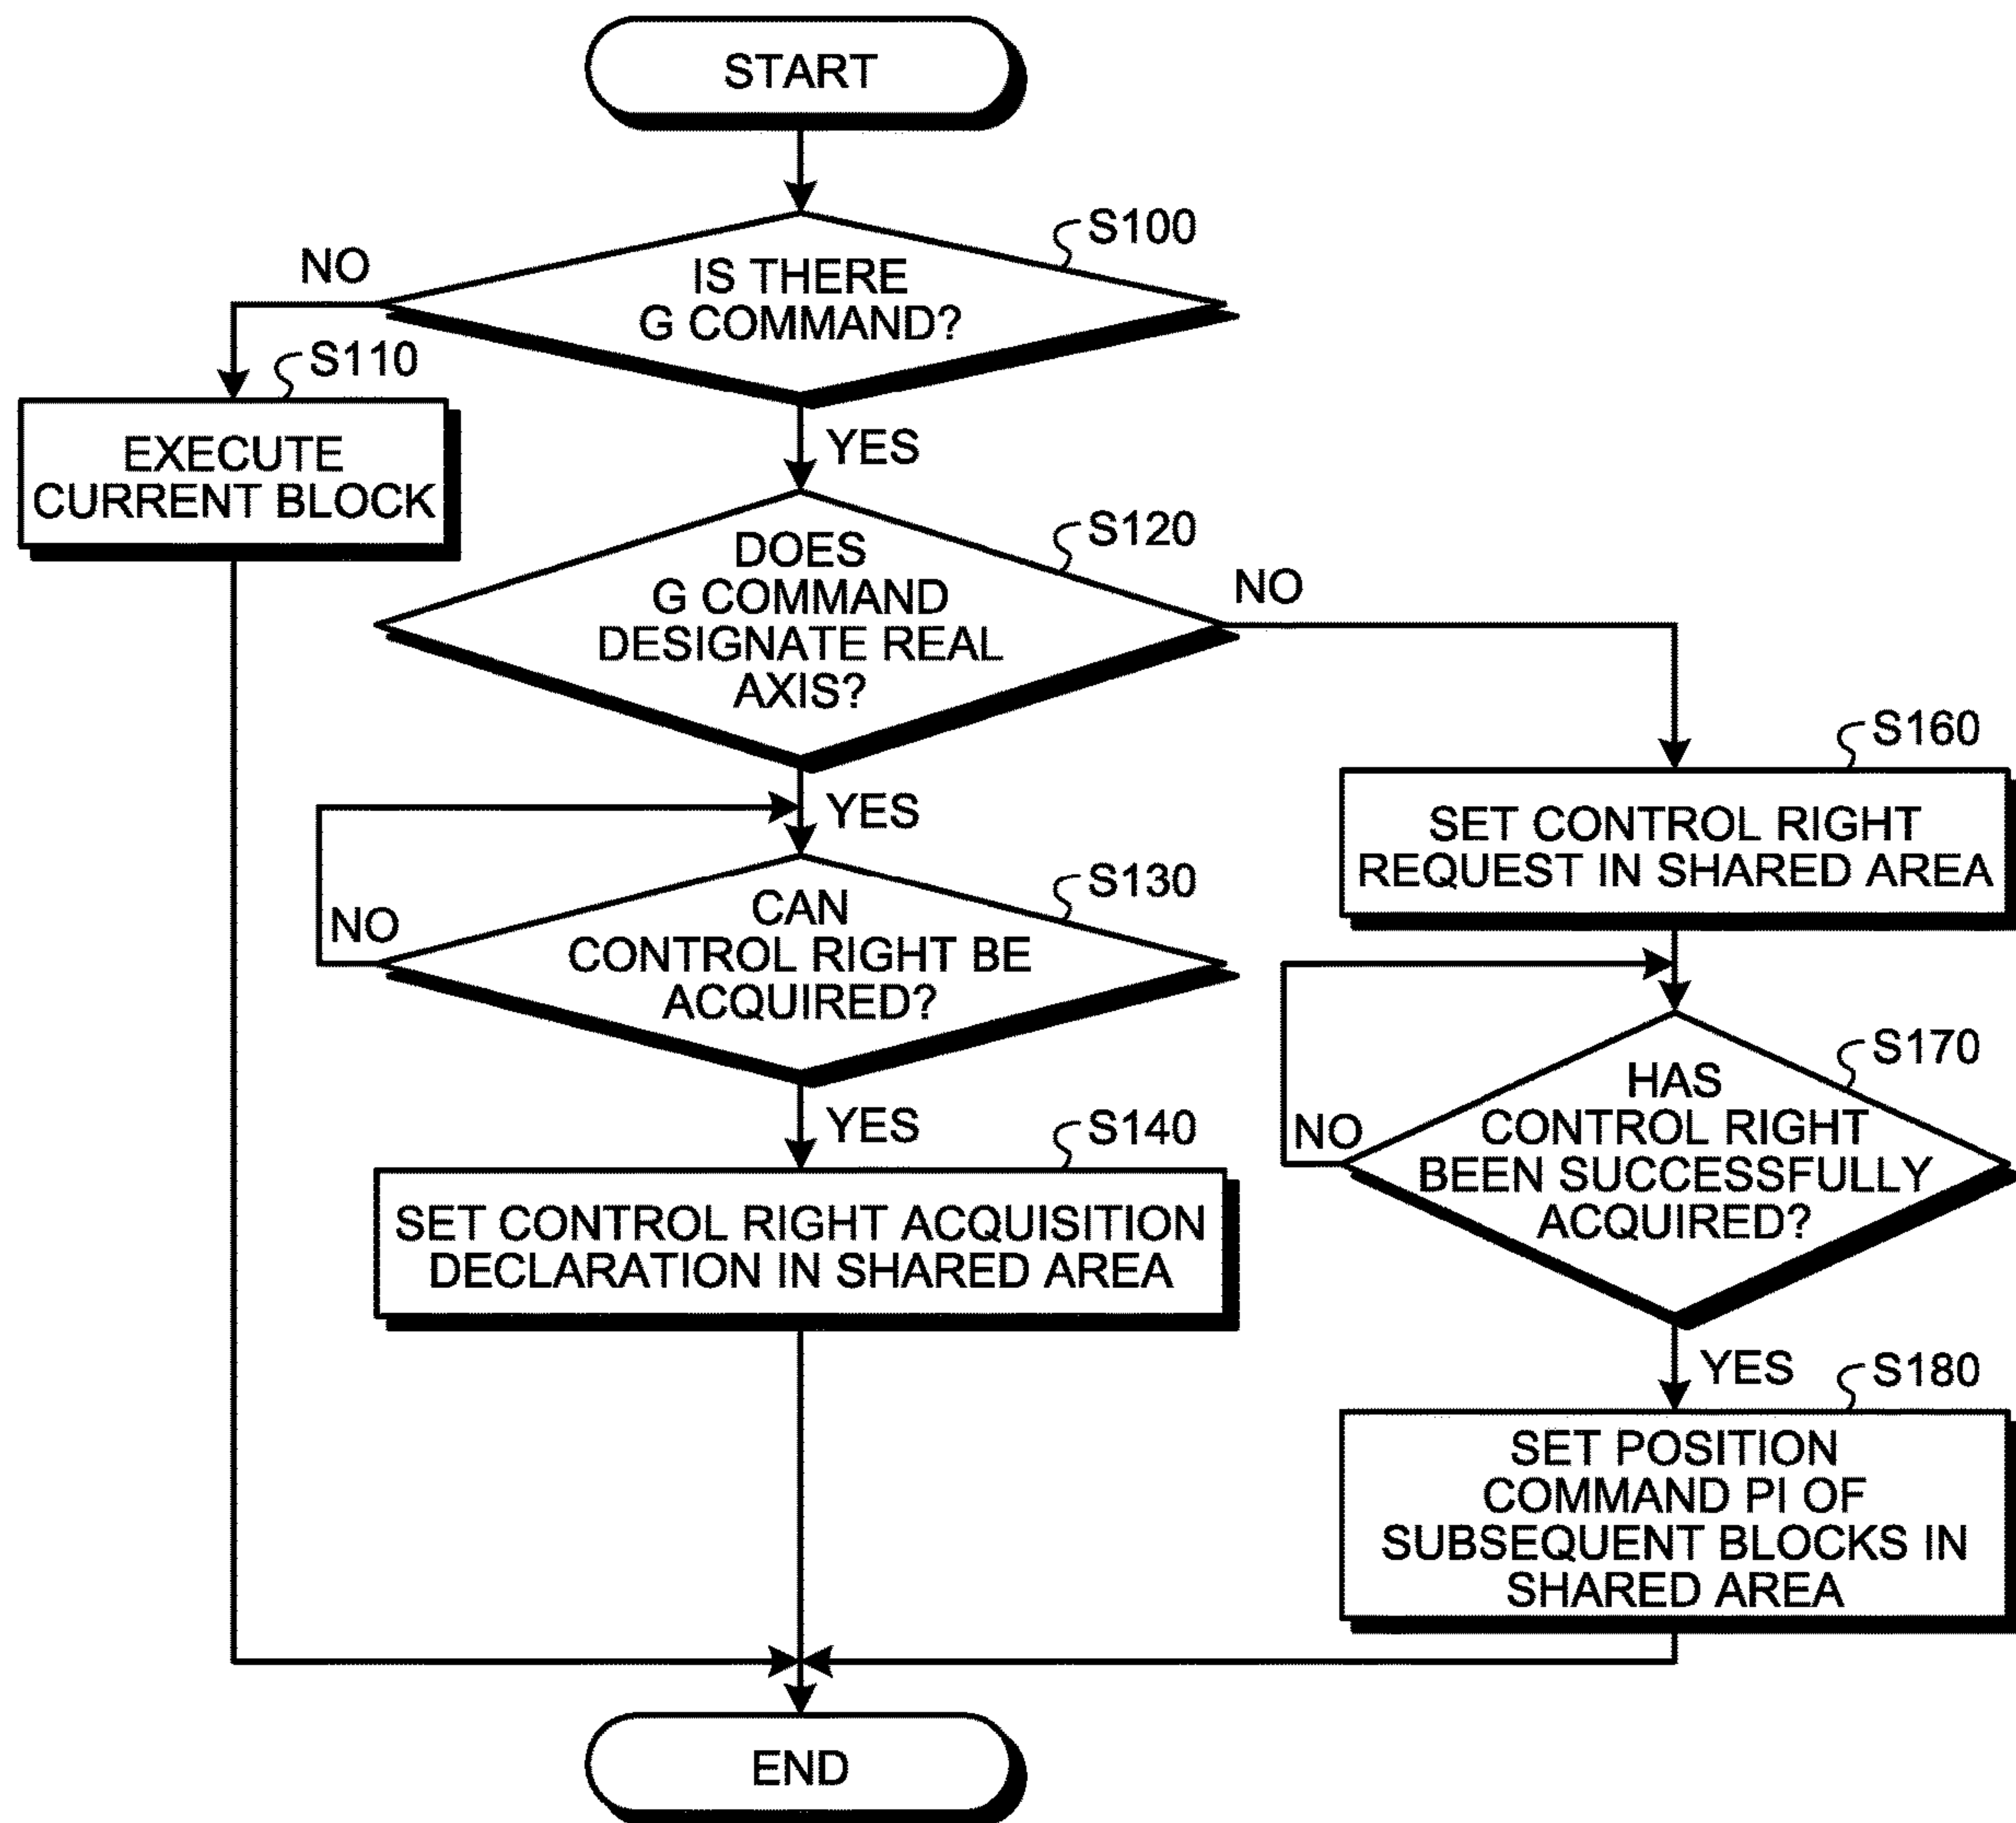 START
S100
NO
IS THERE
G COMMAND?
S110
EXECUTE
CURRENT BLOCK
YES
S120
DOES
G COMMAND
DESIGNATE REAL
AXIS?
NO
YES
S130
CAN
CONTROL RIGHT BE
ACQUIRED?
NO
YES
S140
SET CONTROL RIGHT ACQUISITION
DECLARATION IN SHARED AREA
S160
SET CONTROL RIGHT
REQUEST IN SHARED AREA
S170
HAS
CONTROL RIGHT
BEEN SUCCESSFULLY
ACQUIRED?
NO
YES
S180
SET POSITION
COMMAND PI OF
SUBSEQUENT BLOCKS IN
SHARED AREA
END